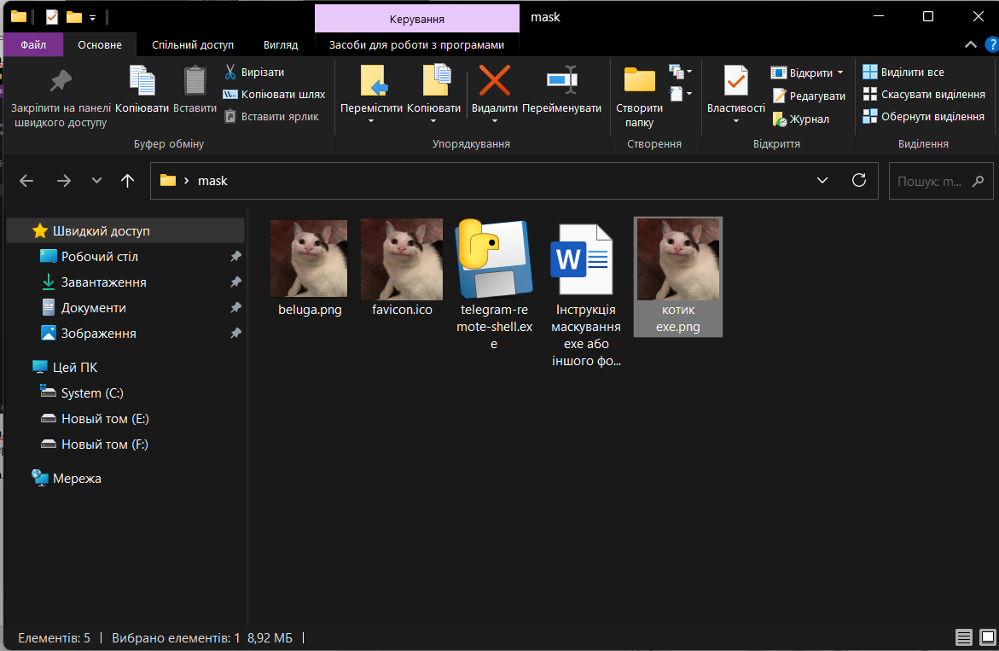 Керування
mask
Файл
Основне
Спільний доступ
Вигляд
Засоби для роботи з програмами
Закріпити на панелі
швидкого доступу
Копіювати
Вставити
Вирізати
Копіювати шлях
Вставити ярлик
Буфер обміну
Перемістити
Копіювати
Видалити
Перейменувати
Упорядкування
Створити
папку
Створення
Властивості
Відкрити
Редагувати
Журнал
Відкриття
Виділити все
Скасувати виділення
Обернути виділення
Виділення
mask
Пошук: m...
Швидкий доступ
Робочий стіл
Завантаження
Документи
Зображення
Цей ПК
System (C:)
Новый том (E:)
Новый том (F:)
Мережа
beluga.png
favicon.ico
telegram-re
mote-shell.ex
e
Інструкція
маскування
exe або
іншого фо...
котик
exe.png
Елементів: 5
Вибрано елементів: 1 8,92 МБ